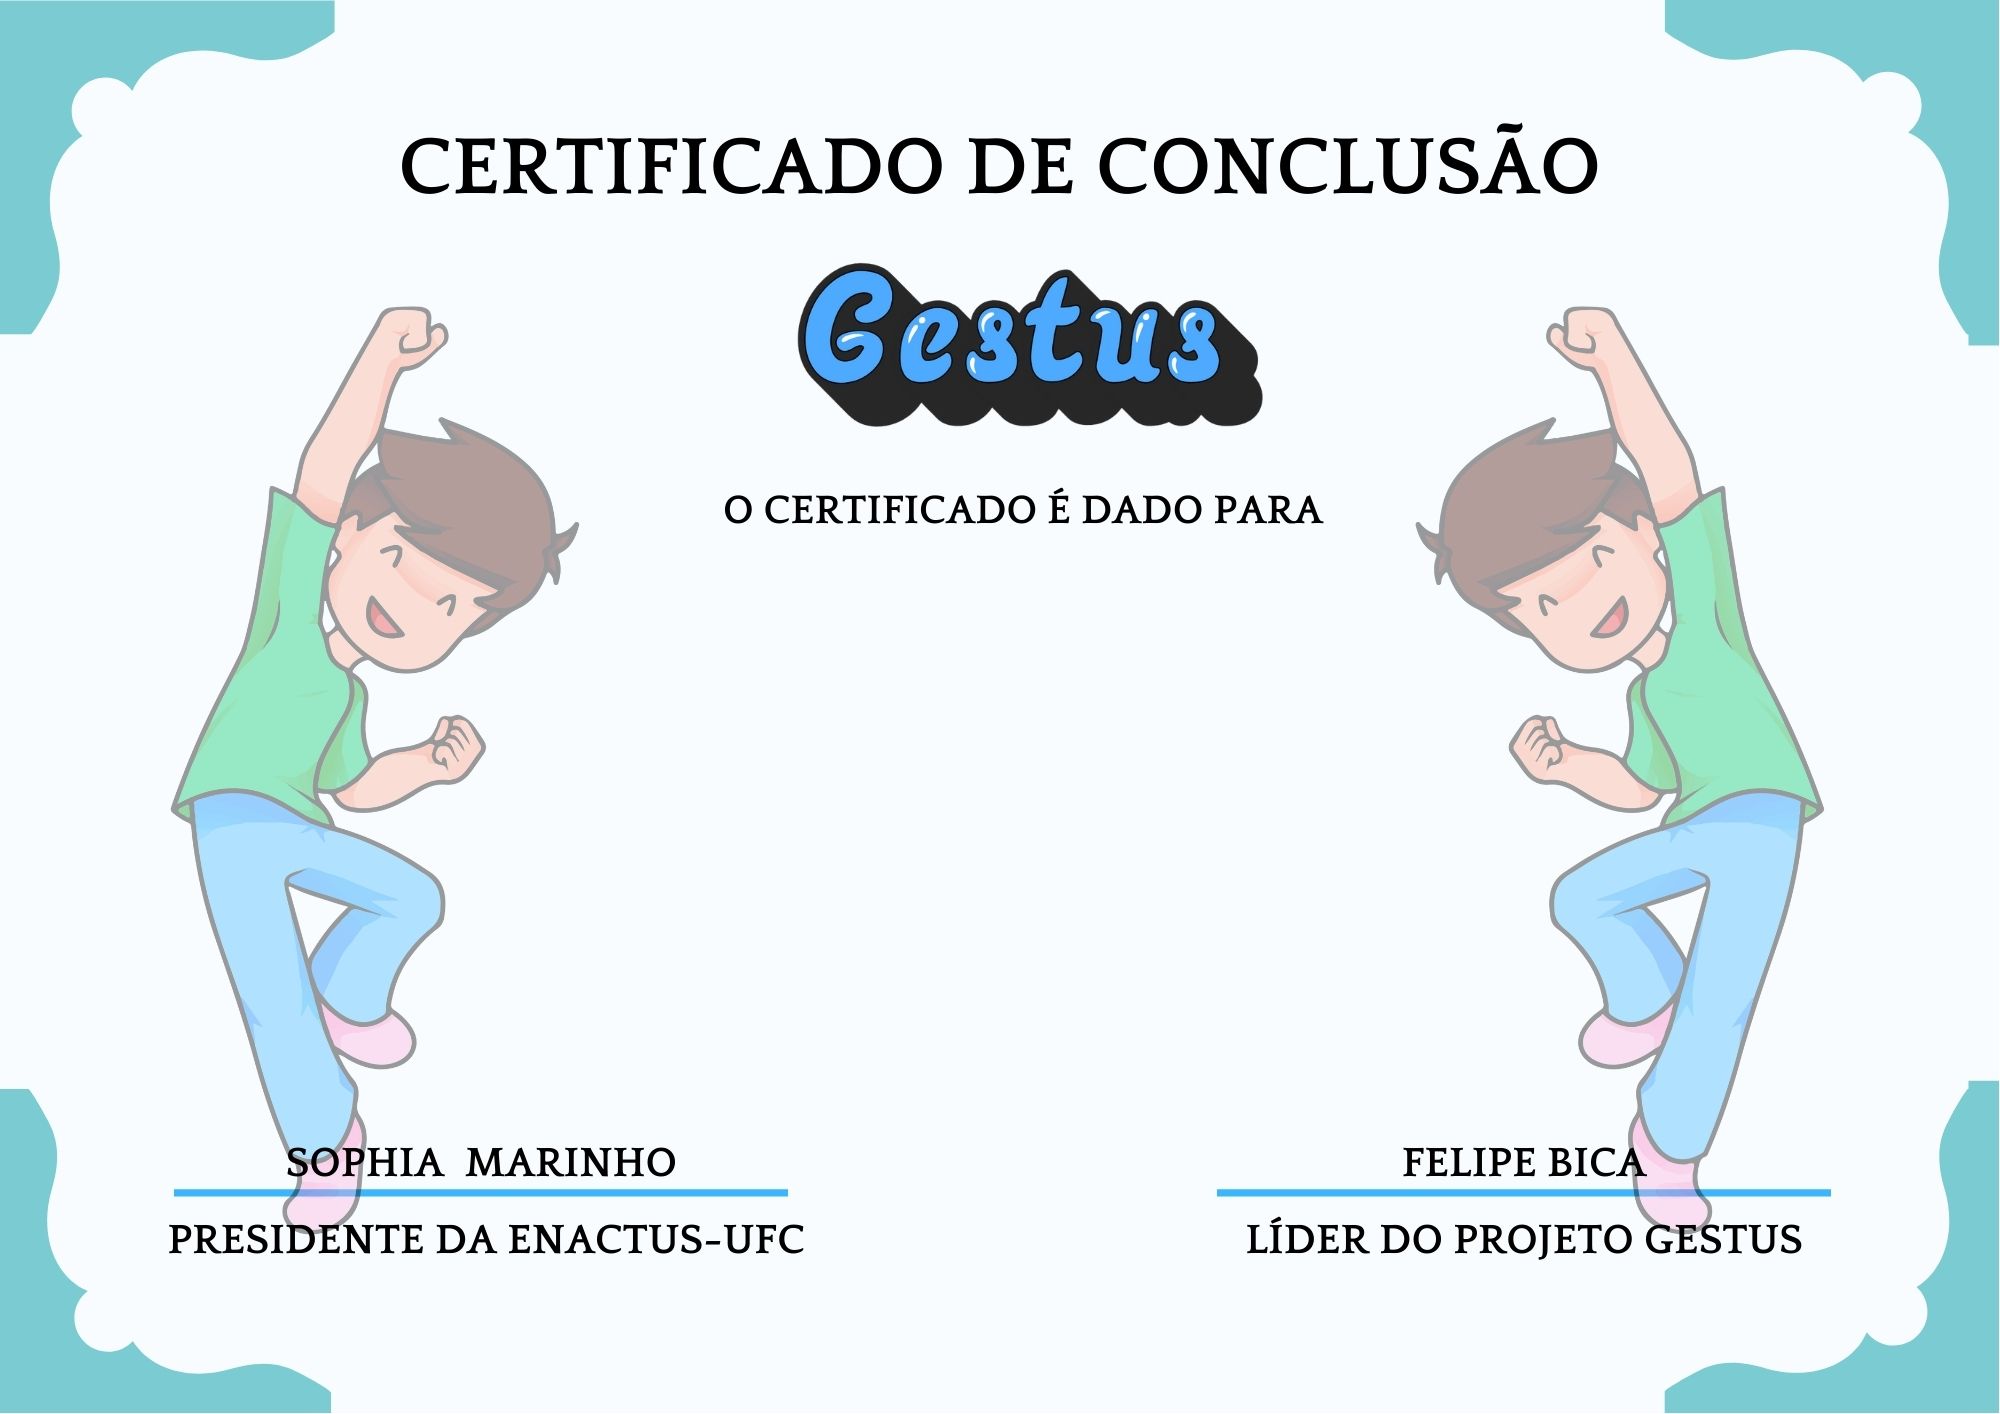 CERTIFICADO DE CONCLUSÃO
Gestus
O CERTIFICADO É DADO PARA
SOPHIA MARINHO
PRESIDENTE DA ENACTUS-UFC
FELIPE BICA
LÍDER DO PROJETO GESTUS